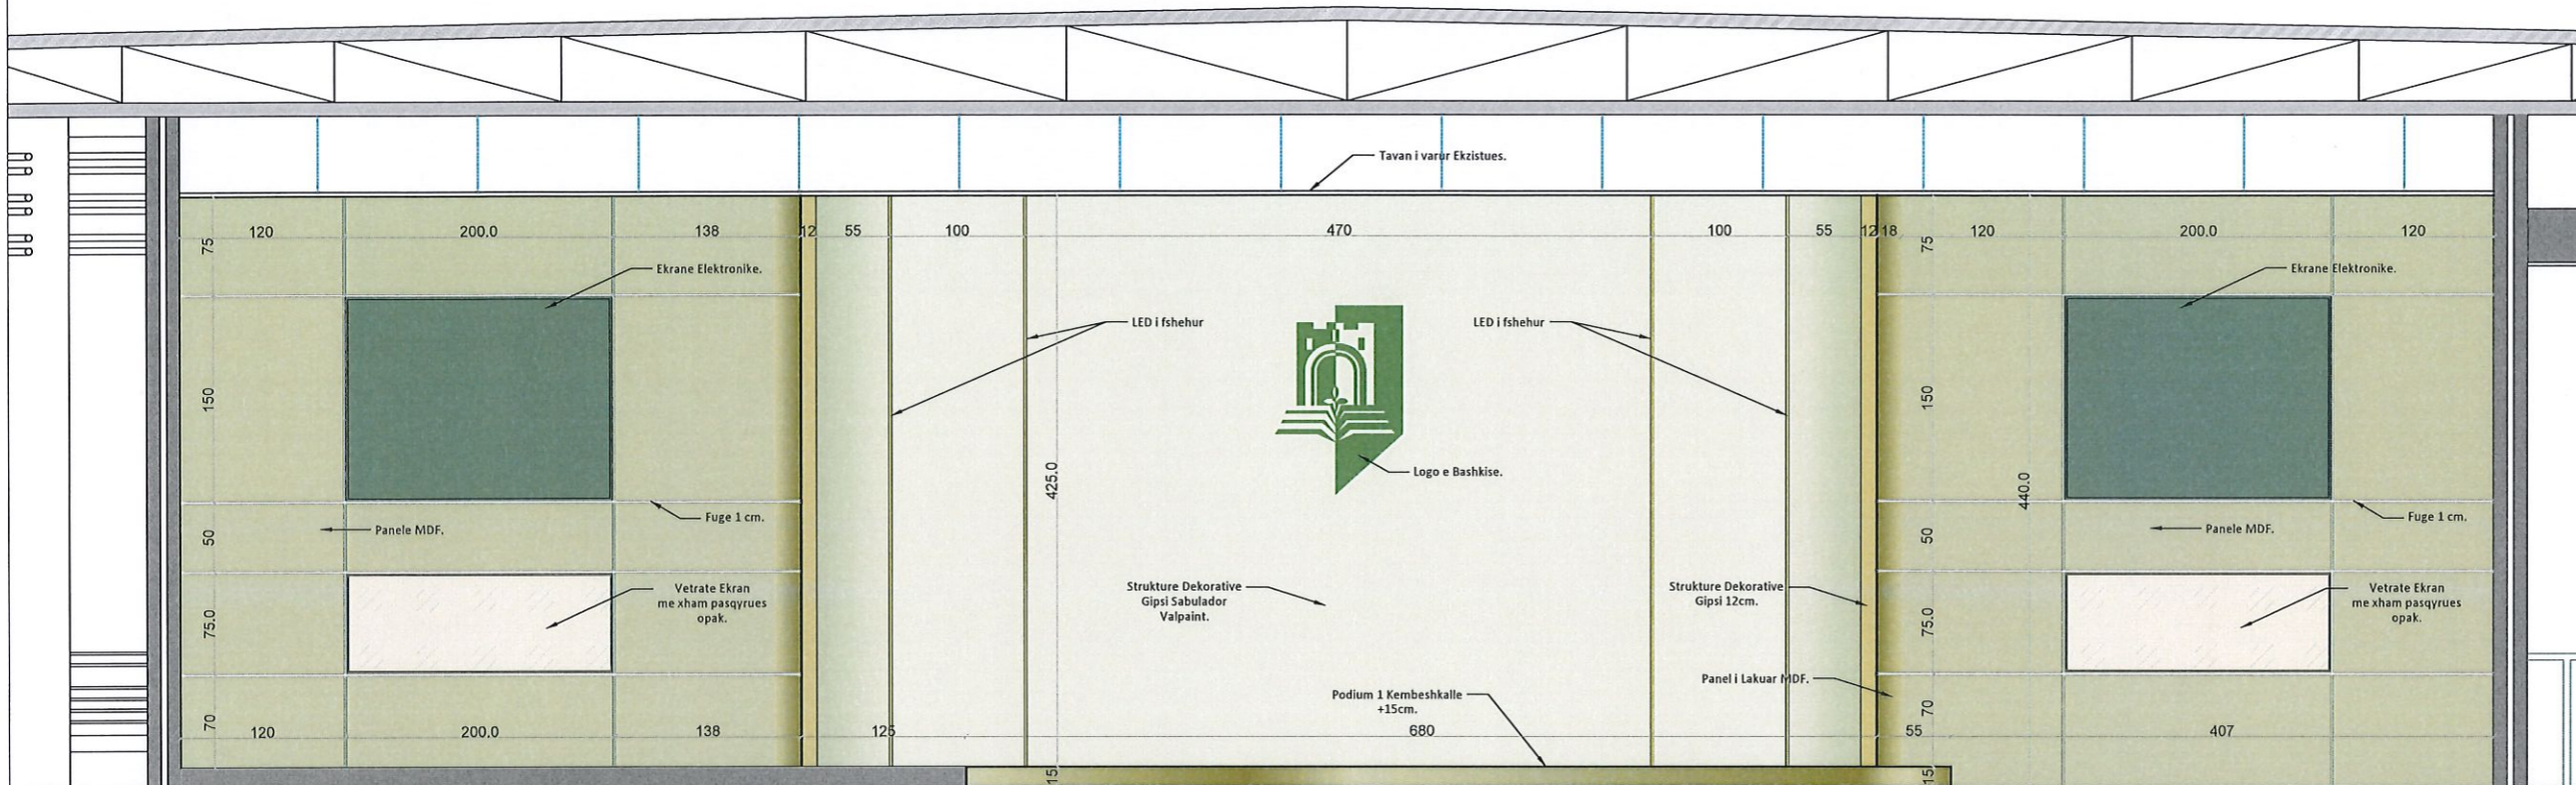 Tavan i varur Ekzistues.
120
200.0
138
12
55
100
470
100
55
12
18
120
200.0
120
75
75
Ekrane Elektronike.
Ekrane Elektronike.
LED i fshehur
LED i fshehur
150
150
425.0
Logo e Bashkise.
440.0
Fuge 1 cm.
Fuge 1 cm.
Panele MDF.
Panele MDF.
50
50
Vetrate Ekran
me xham pasqyrues
opak.
Strukture Dekorative
Gipsi Sabulador
Valpaint.
Strukture Dekorative
Gipsi 12cm.
Vetrate Ekran
me xham pasqyrues
opak.
75.0
75.0
Panel i Lakuar MDF.
Podium 1 Kembeshkalle
+15cm.
70
70
120
200.0
138
125
680
55
407
15
15